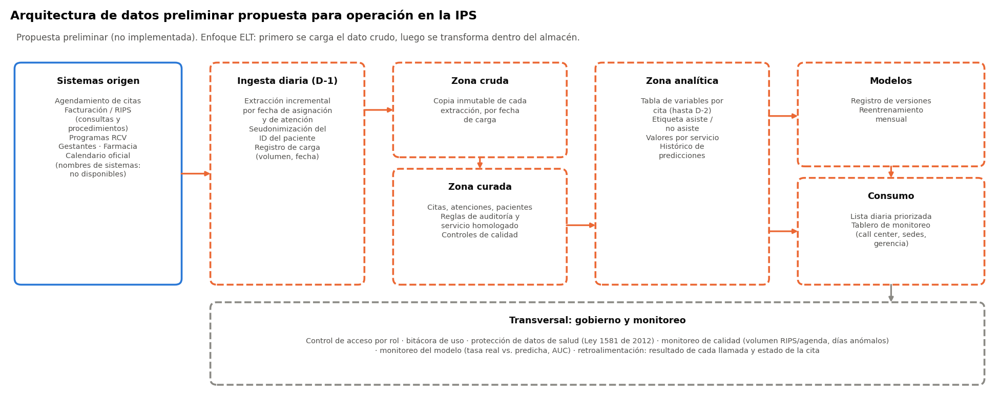 Arquitectura de datos preliminar propuesta para operación en la IPS
Propuesta preliminar (no implementada). Enfoque ELT: primero se carga el dato crudo, luego se transforma dentro del almacén.
Sistemas origen
Agendamiento de citas
Facturación / RIPS
(consultas y
procedimientos)
Programas RCV
Gestantes · Farmacia
Calendario oficial
(nombres de sistemas:
no disponibles)
Ingesta diaria (D-1)
Extracción incremental
por fecha de asignación
y de atención
Seudonimización del
ID del paciente
Registro de carga
(volumen, fecha)
Zona cruda
Copia inmutable de cada
extracción, por fecha
de carga
Zona curada
Citas, atenciones, pacientes
Reglas de auditoría y
servicio homologado
Controles de calidad
Zona analítica
Tabla de variables por
cita (hasta D-2)
Etiqueta asiste /
no asiste
Valores por servicio
Histórico de
predicciones
Modelos
Registro de versiones
Reentrenamiento
mensual
Consumo
Lista diaria priorizada
Tablero de monitoreo
(call center, sedes,
gerencia)
Transversal: gobierno y monitoreo
Control de acceso por rol · bitácora de uso · protección de datos de salud (Ley 1581 de 2012) · monitoreo de calidad (volumen RIPS/agenda, días anómalos)
· monitoreo del modelo (tasa real vs. predicha, AUC) · retroalimentación: resultado de cada llamada y estado de la cita